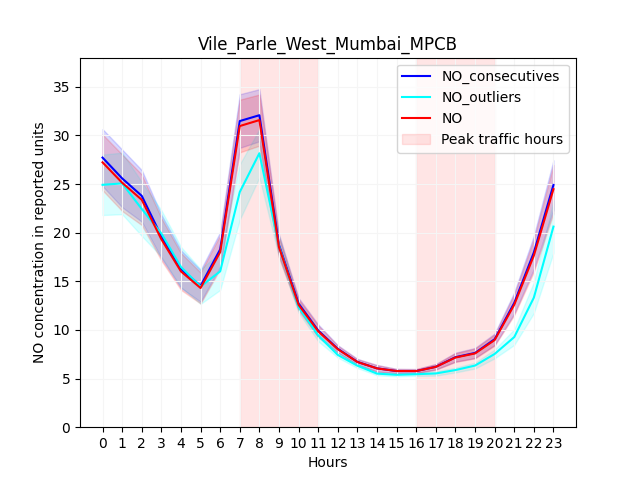 Vile_Parle_West_Mumbai_MPCB
NO concentration in reported units
35
30
25
20
15
10
5
0
NO_consecutives
NO_outliers
NO
Peak traffic hours
0 1 2 3 4 5 6 7 8 9 10 11 12 13 14 15 16 17 18 19 20 21 22 23
Hours